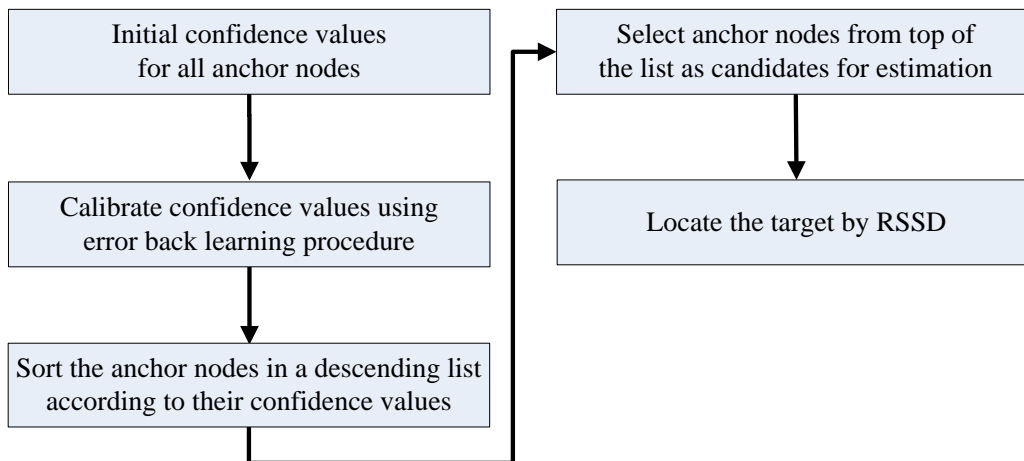 Initial confidence values
for all anchor nodes
Calibrate confidence values using
error back learning procedure
Sort the anchor nodes in a descending list
according to their confidence values
Select anchor nodes from top of
the list as candidates for estimation
Locate the target by RSSD